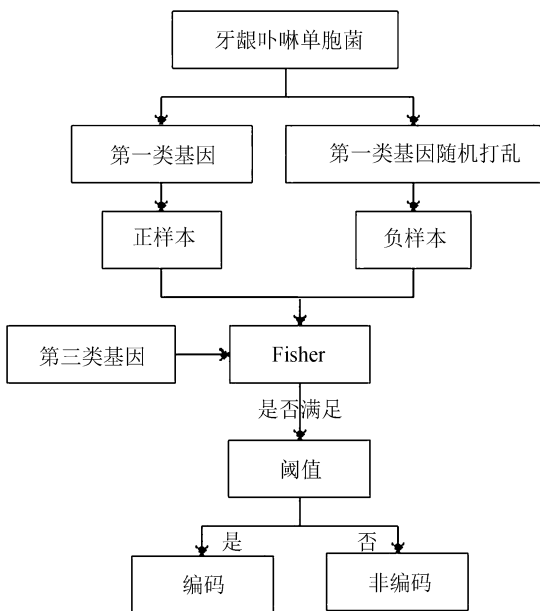 牙龈卟啉单胞菌
第一类基因
第一类基因随机打乱
正样本
负样本
第三类基因
Fisher
是否满足
阈值
是
否
编码
非编码